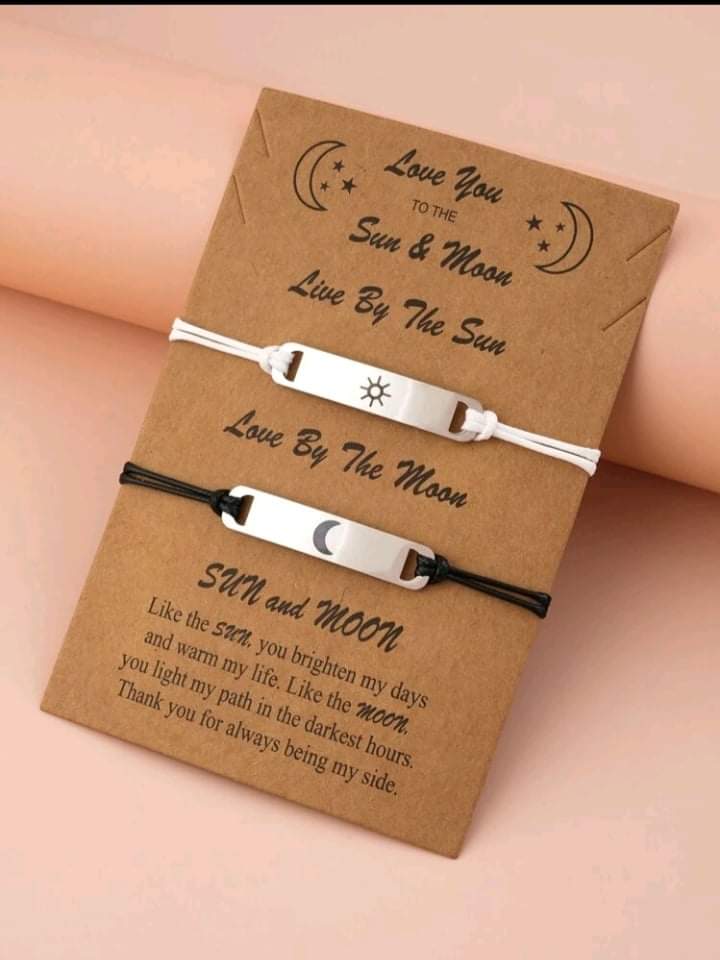 Love You
TO THE
Sun & Moon
Live By The Sun
Love By The Moon
SUN and MOON
Like the SUN, you brighten my days
and warm my life. Like the MOON,
you light my path in the darkest hours.
Thank you for always being my side.